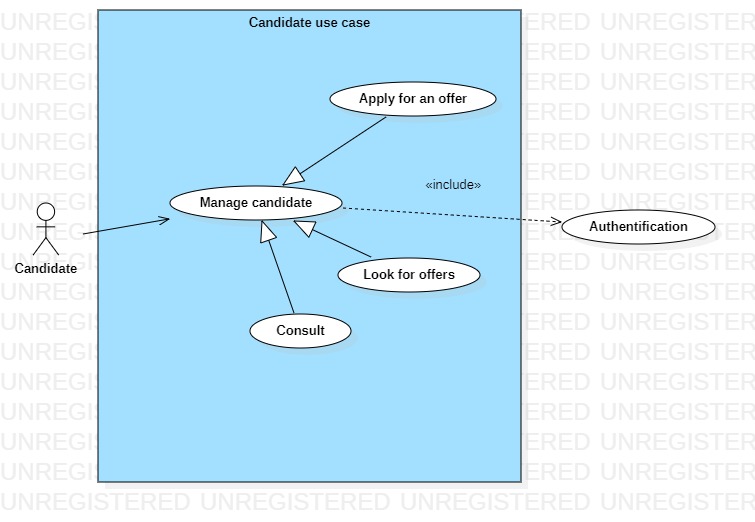 Candidate use case
Apply for an offer
Manage candidate
«include»
Authentification
Candidate
Look for offers
Consult
UNREGISTERED UNREGISTERED UNREGISTERED UNREGISTER